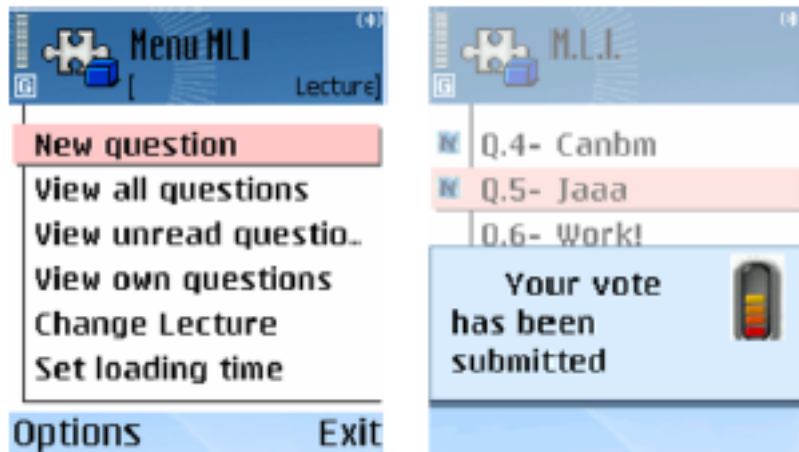 Menu MLI
[ Lecture]
New question
View all questions
View unread questio...
View own questions
Change Lecture
Set loading time
Options Exit
M.L.I.
N Q.4- Canbm
N Q.5- Jaaa
Q.6- Work!
Your vote
has been
submitted